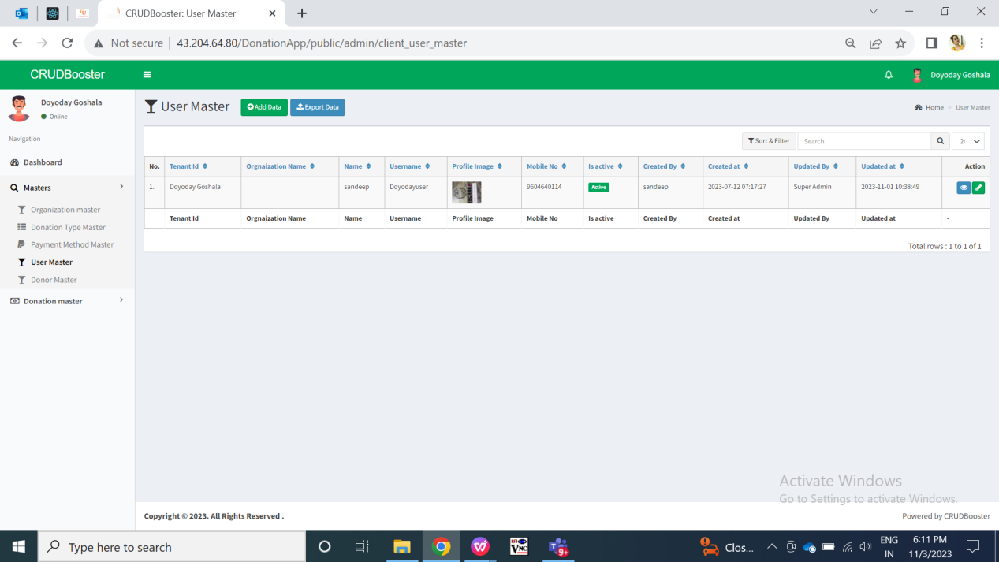 CRUDBooster: User Master
Not secure
43.204.64.80/DonationApp/public/admin/client_user_master
CRUDBooster
Doyoday Goshala
Doyoday Goshala
Online
User Master
Add Data
Export Data
Home > User Master
Navigation
Sort & Filter
Search
Dashboard
No. Tenant Id Orgnaization Name Name Username Profile Image Mobile No Is active Created By Created at Updated By Updated at Action
1. Doyoday Goshala sandeep Doyodayuser 9604640114 Active sandeep 2023-07-12 07:17:27 Super Admin 2023-11-01 10:38:49
Tenant Id Orgnaization Name Name Username Profile Image Mobile No Is active Created By Created at Updated By Updated at -
Total rows : 1 to 1 of 1
Masters
Organization master
Donation Type Master
Payment Method Master
User Master
Donor Master
Donation master
Activate Windows
Go to Settings to activate Windows.
Copyright © 2023. All Rights Reserved .
Powered by CRUDBooster
Type here to search
9+
Clos...
ENG
IN
6:11 PM
11/3/2023